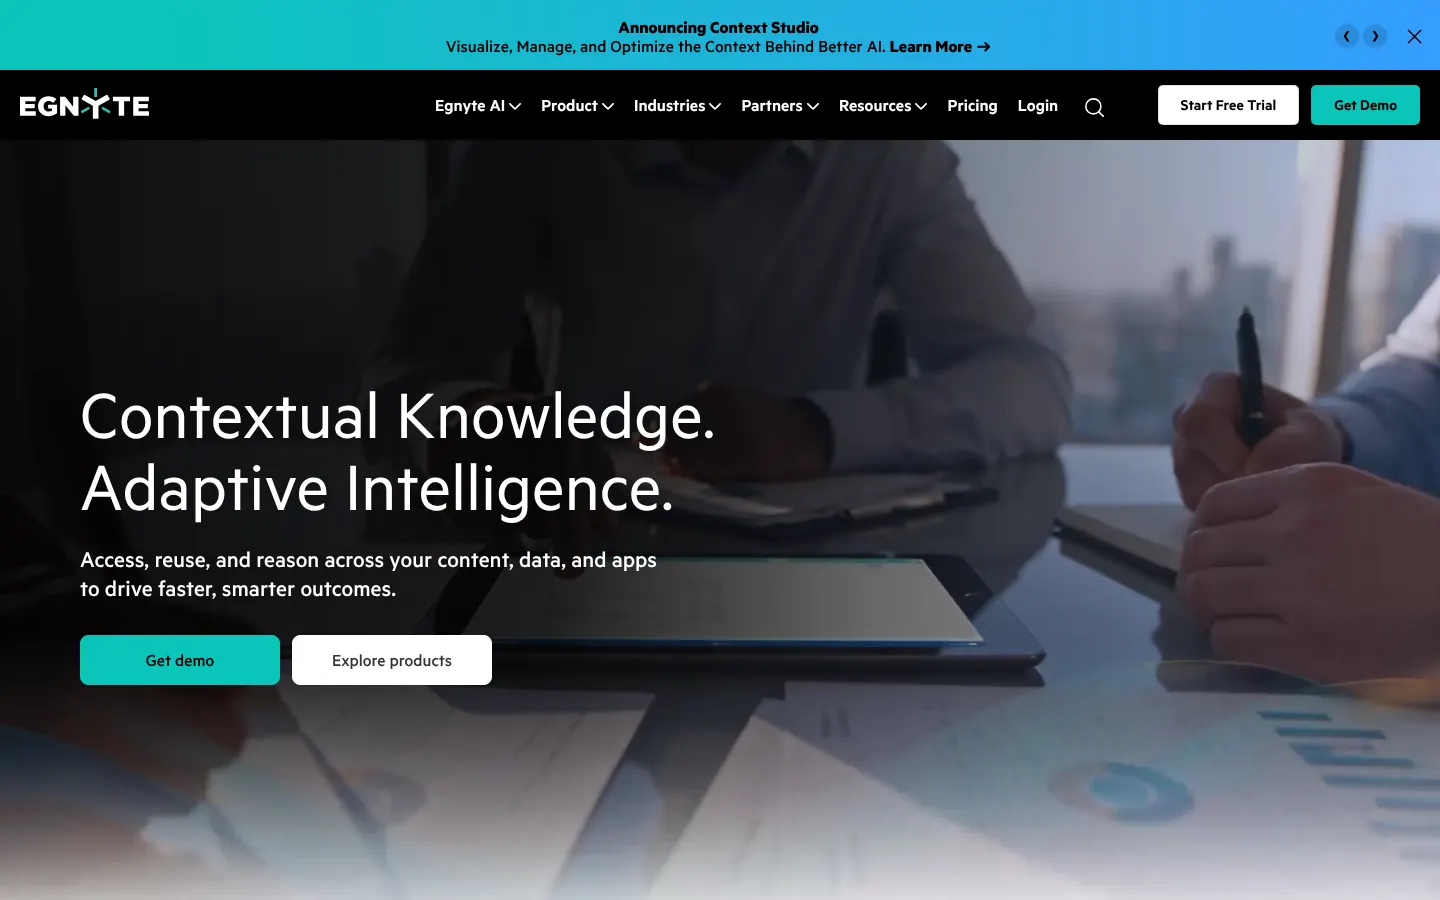 Announcing Context Studio
Visualize, Manage, and Optimize the Context Behind Better AI. Learn More →
EGNYTE
Egnyte AI
Product
Industries
Partners
Resources
Pricing
Login
Start Free Trial
Get Demo
Contextual Knowledge.
Adaptive Intelligence.
Access, reuse, and reason across your content, data, and apps
to drive faster, smarter outcomes.
Get demo
Explore products